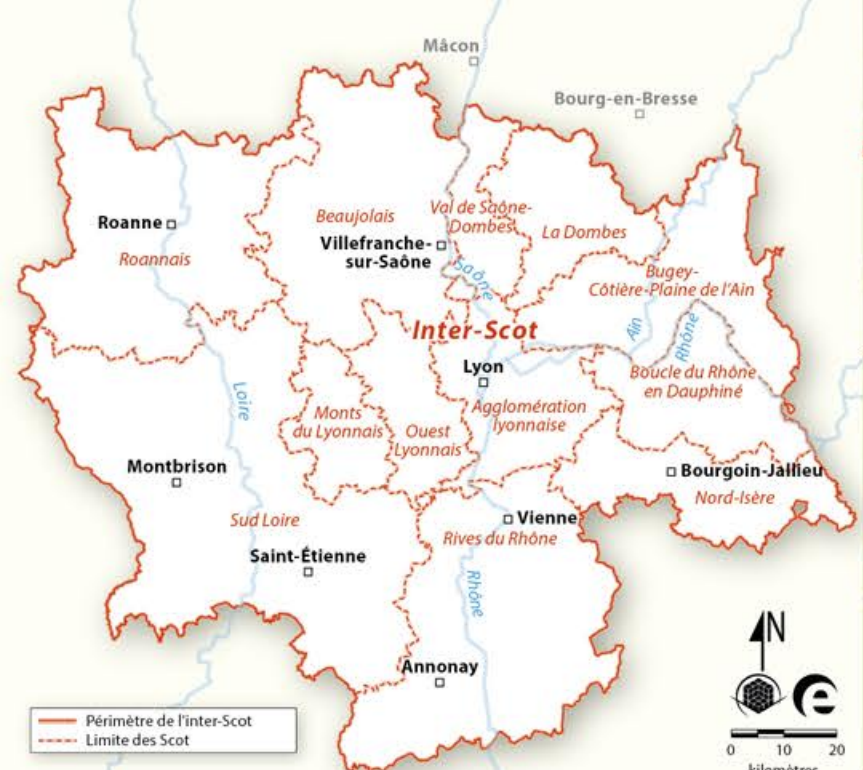 Mâcon
Bourg-en-Bresse
Roanne
Roannais
Beaujolais
Villefranche-
sur-Saône
Val de Saône-
Dombes
La Dombes
Saône
Bugey-
Côtière-Plaine de l'Ain
Inter-Scot
Ain
Rhône
Lyon
Boucle du Rhône
en Dauphiné
Loire
Monts
du Lyonnais
Ouest
Lyonnais
Agglomération
lyonnaise
Montbrison
Bourgoin-Jallieu
Nord-Isère
Sud Loire
Vienne
Rives du Rhône
Saint-Étienne
Rhône
Annonay
N
e
Périmètre de l'inter-Scot
Limite des Scot
0 10 20
kilomètres